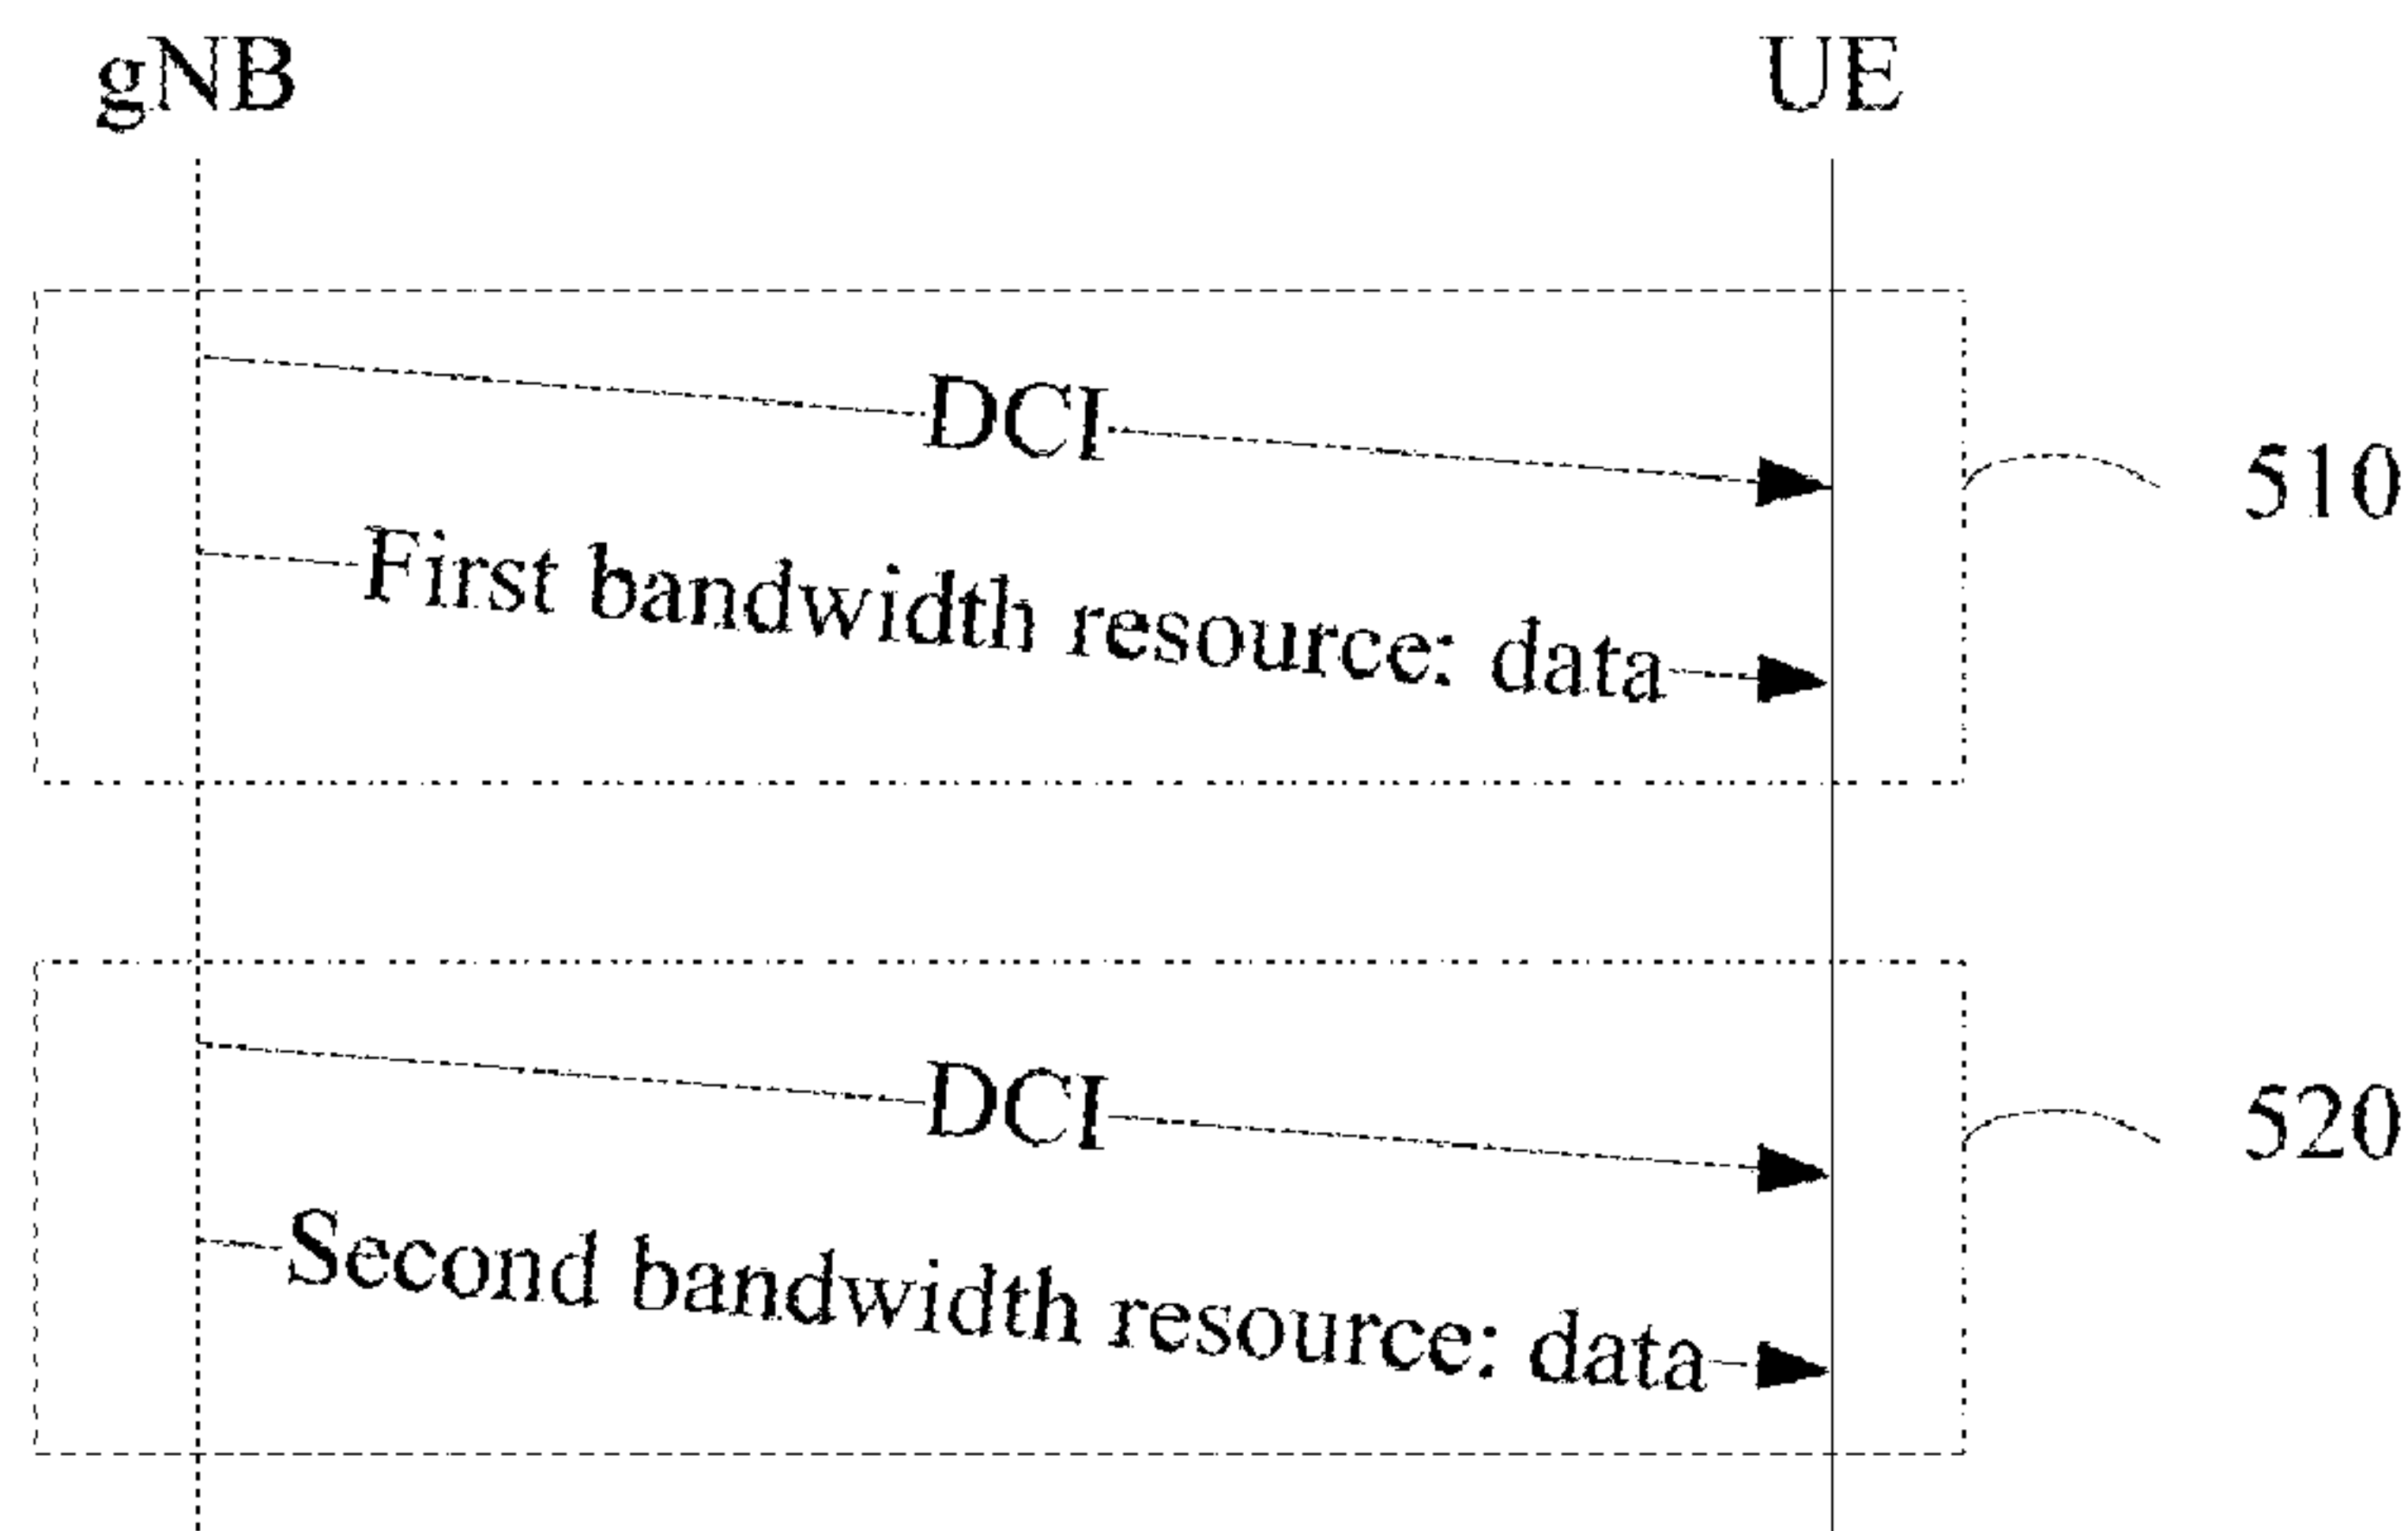 gNB
UE
DCI
510
First bandwidth resource: data
DCI
520
Second bandwidth resource: data